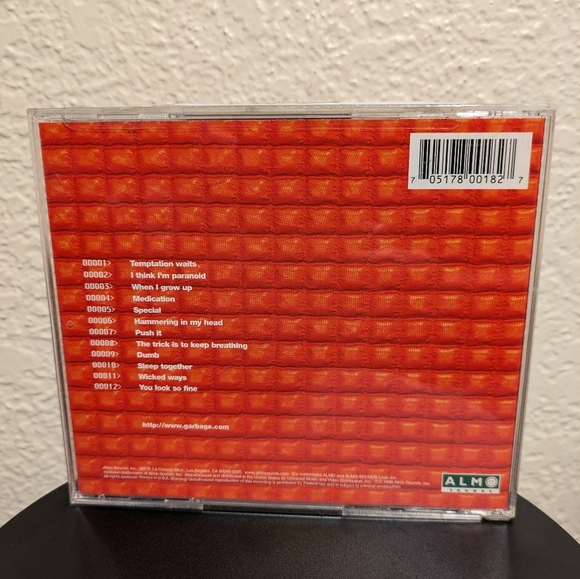 7 05178 00182 7
00001> Temptation waits
00002> I think I'm paranoid
00003> When I grow up
00004> Medication
00005> Special
00006> Hammering in my head
00007> Push it
00008> The trick is to keep breathing
00009> Dumb
00010> Sleep together
00011> Wicked ways
00012> You look so fine
http://www.garbage.com
ALMO
SOUNDS